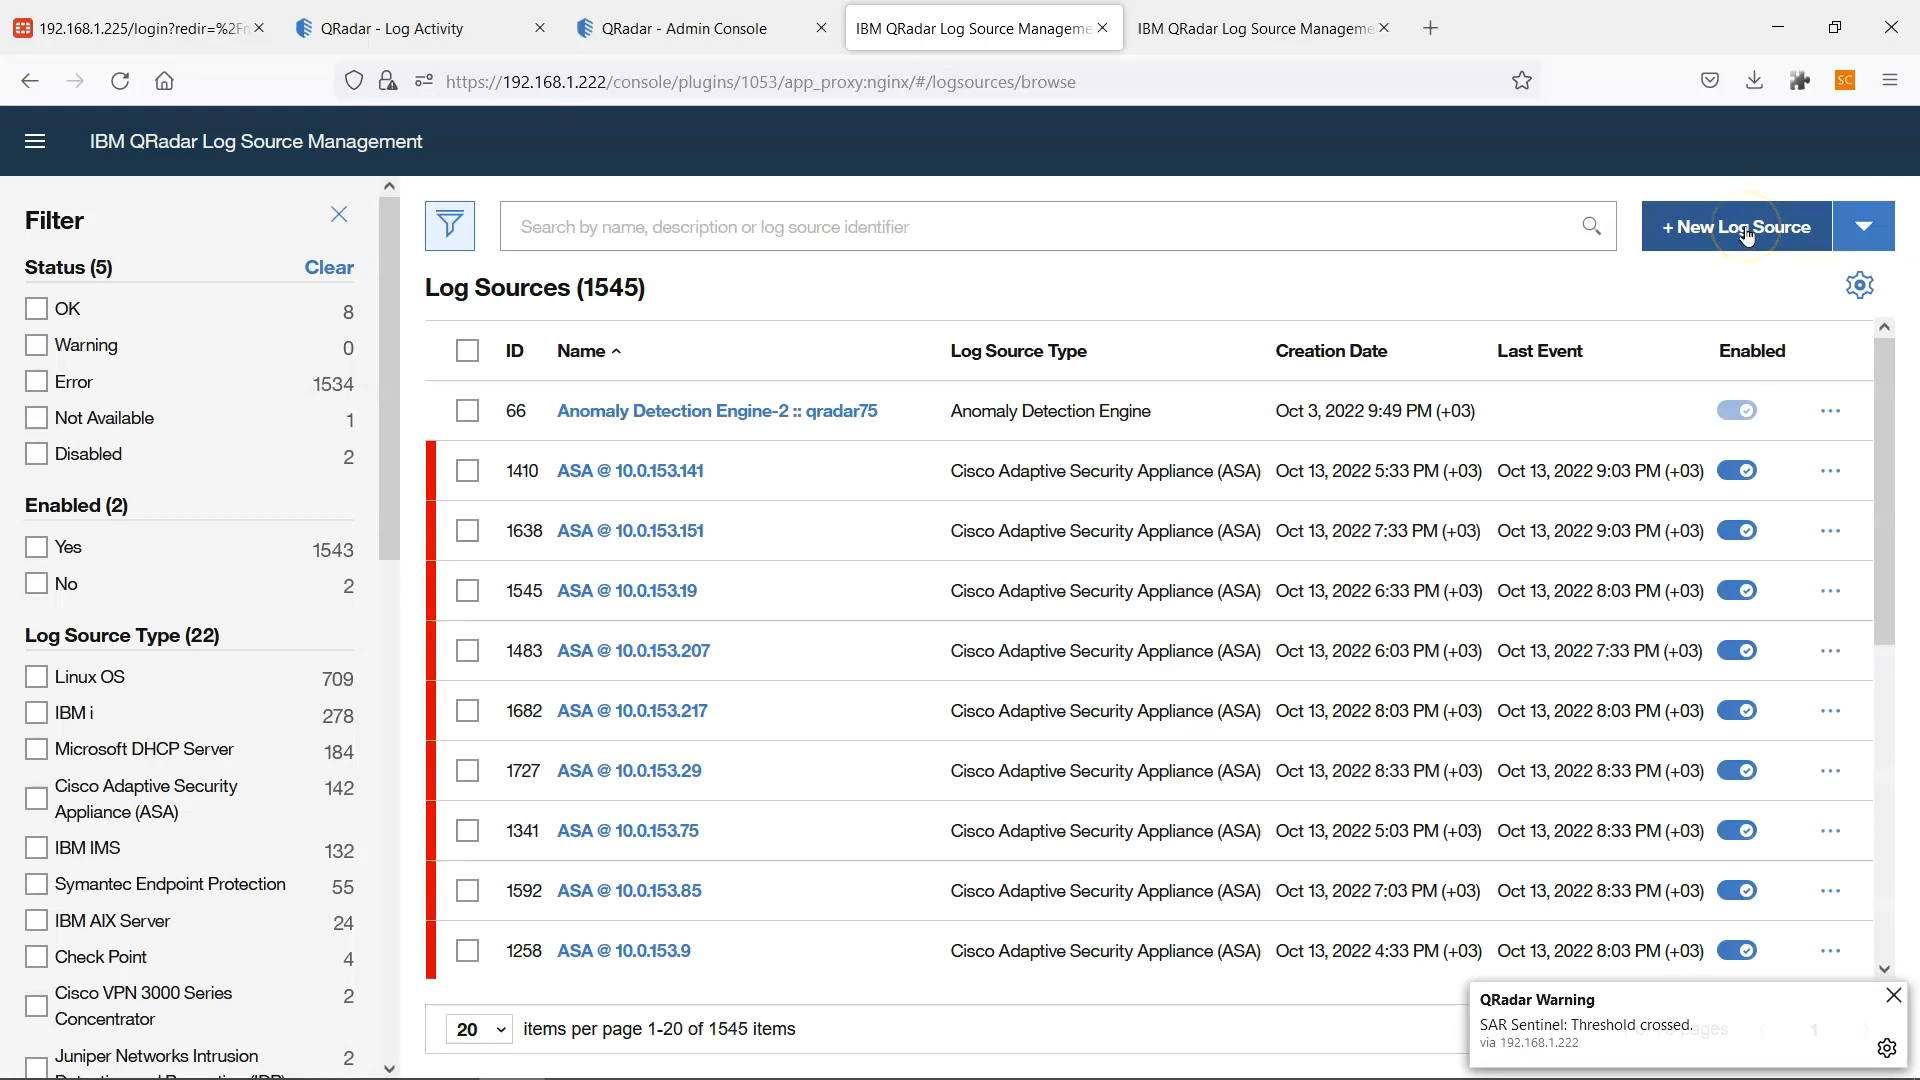 192.168.1.225/login?redir=%2Fn
QRadar - Log Activity
QRadar - Admin Console
IBM QRadar Log Source Manageme
IBM QRadar Log Source Manageme
https://192.168.1.222/console/plugins/1053/app_proxy:nginx/#/logsources/browse
SC
IBM QRadar Log Source Management
Filter
Status (5) Clear
OK 8
Warning 0
Error 1534
Not Available 1
Disabled 2
Enabled (2)
Yes 1543
No 2
Log Source Type (22)
Linux OS 709
IBM i 278
Microsoft DHCP Server 184
Cisco Adaptive Security 142
Appliance (ASA)
IBM IMS 132
Symantec Endpoint Protection 55
IBM AIX Server 24
Check Point 4
Cisco VPN 3000 Series 2
Concentrator
Juniper Networks Intrusion 2
Search by name, description or log source identifier
+ New Log Source
Log Sources (1545)
ID Name Log Source Type Creation Date Last Event Enabled
66 Anomaly Detection Engine-2 :: qradar75 Anomaly Detection Engine Oct 3, 2022 9:49 PM (+03)
1410 ASA @ 10.0.153.141 Cisco Adaptive Security Appliance (ASA) Oct 13, 2022 5:33 PM (+03) Oct 13, 2022 9:03 PM (+03)
1638 ASA @ 10.0.153.151 Cisco Adaptive Security Appliance (ASA) Oct 13, 2022 7:33 PM (+03) Oct 13, 2022 9:03 PM (+03)
1545 ASA @ 10.0.153.19 Cisco Adaptive Security Appliance (ASA) Oct 13, 2022 6:33 PM (+03) Oct 13, 2022 8:03 PM (+03)
1483 ASA @ 10.0.153.207 Cisco Adaptive Security Appliance (ASA) Oct 13, 2022 6:03 PM (+03) Oct 13, 2022 7:33 PM (+03)
1682 ASA @ 10.0.153.217 Cisco Adaptive Security Appliance (ASA) Oct 13, 2022 8:03 PM (+03) Oct 13, 2022 8:03 PM (+03)
1727 ASA @ 10.0.153.29 Cisco Adaptive Security Appliance (ASA) Oct 13, 2022 8:33 PM (+03) Oct 13, 2022 8:33 PM (+03)
1341 ASA @ 10.0.153.75 Cisco Adaptive Security Appliance (ASA) Oct 13, 2022 5:03 PM (+03) Oct 13, 2022 8:33 PM (+03)
1592 ASA @ 10.0.153.85 Cisco Adaptive Security Appliance (ASA) Oct 13, 2022 7:03 PM (+03) Oct 13, 2022 8:33 PM (+03)
1258 ASA @ 10.0.153.9 Cisco Adaptive Security Appliance (ASA) Oct 13, 2022 4:33 PM (+03) Oct 13, 2022 8:03 PM (+03)
20 items per page 1-20 of 1545 items
1
QRadar Warning
SAR Sentinel: Threshold crossed.
via 192.168.1.222